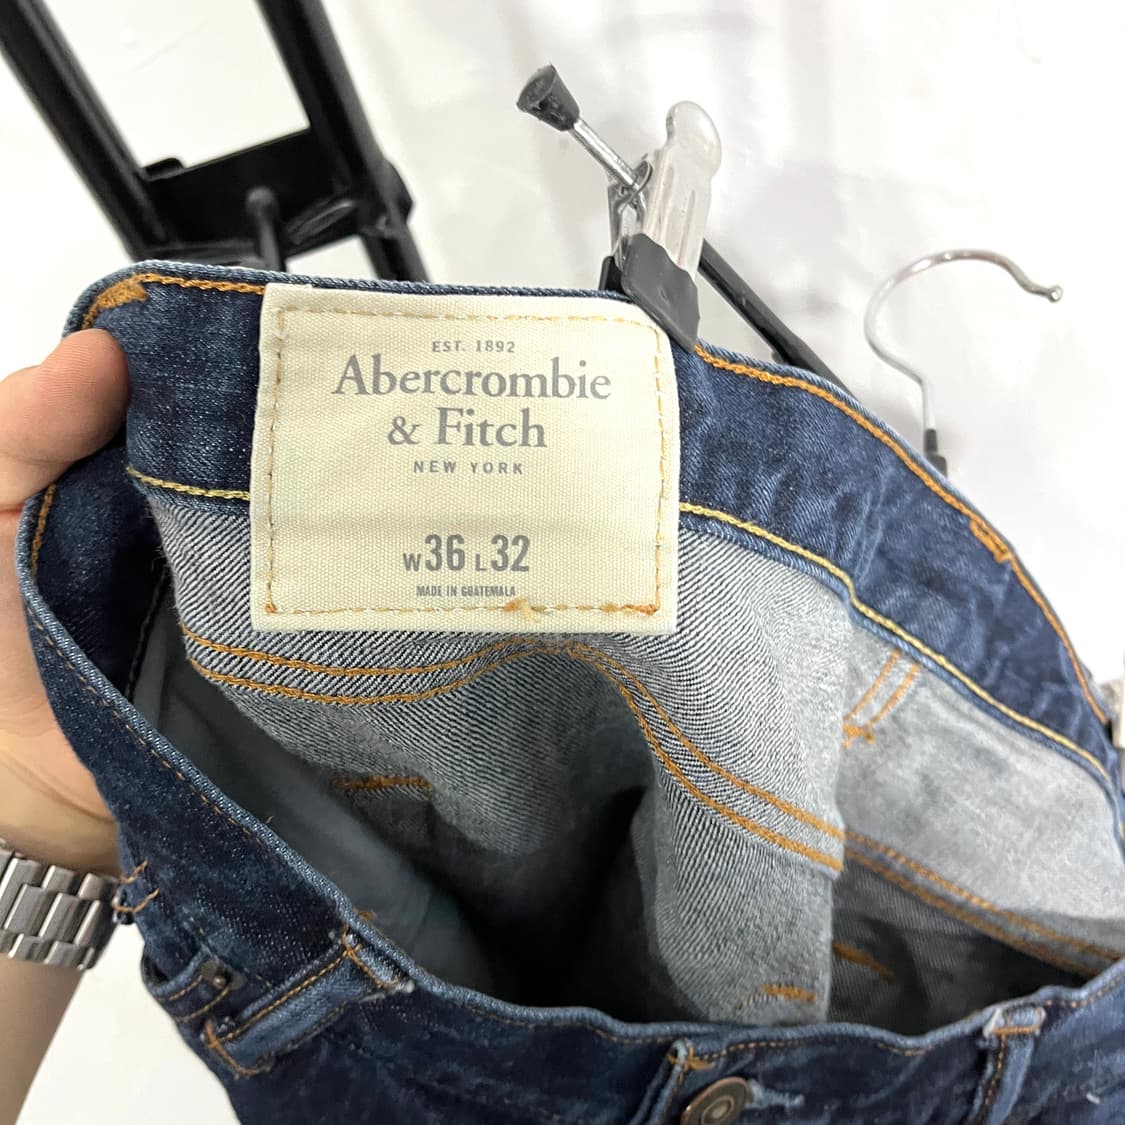 EST. 1892
Abercrombie
& Fitch
NEW YORK
W36 L32
MADE IN GUATEMALA